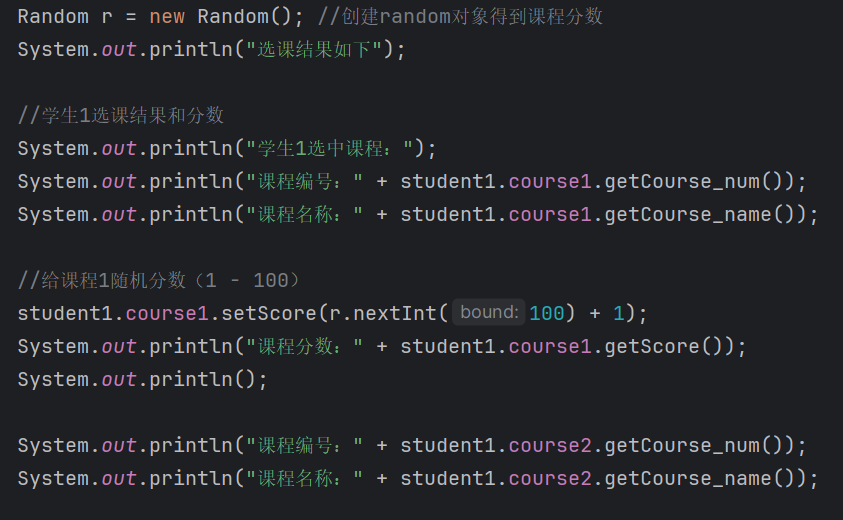 Random r = new Random(); //创建random对象得到课程分数
System.out.println("选课结果如下");
//学生1选课结果和分数
System.out.println("学生1选中课程：");
System.out.println("课程编号：" + student1.course1.getCourse_num());
System.out.println("课程名称：" + student1.course1.getCourse_name());
//给课程1随机分数（1 - 100）
student1.course1.setScore(r.nextInt( bound: 100) + 1);
System.out.println("课程分数：" + student1.course1.getScore());
System.out.println();
System.out.println("课程编号：" + student1.course2.getCourse_num());
System.out.println("课程名称：" + student1.course2.getCourse_name());